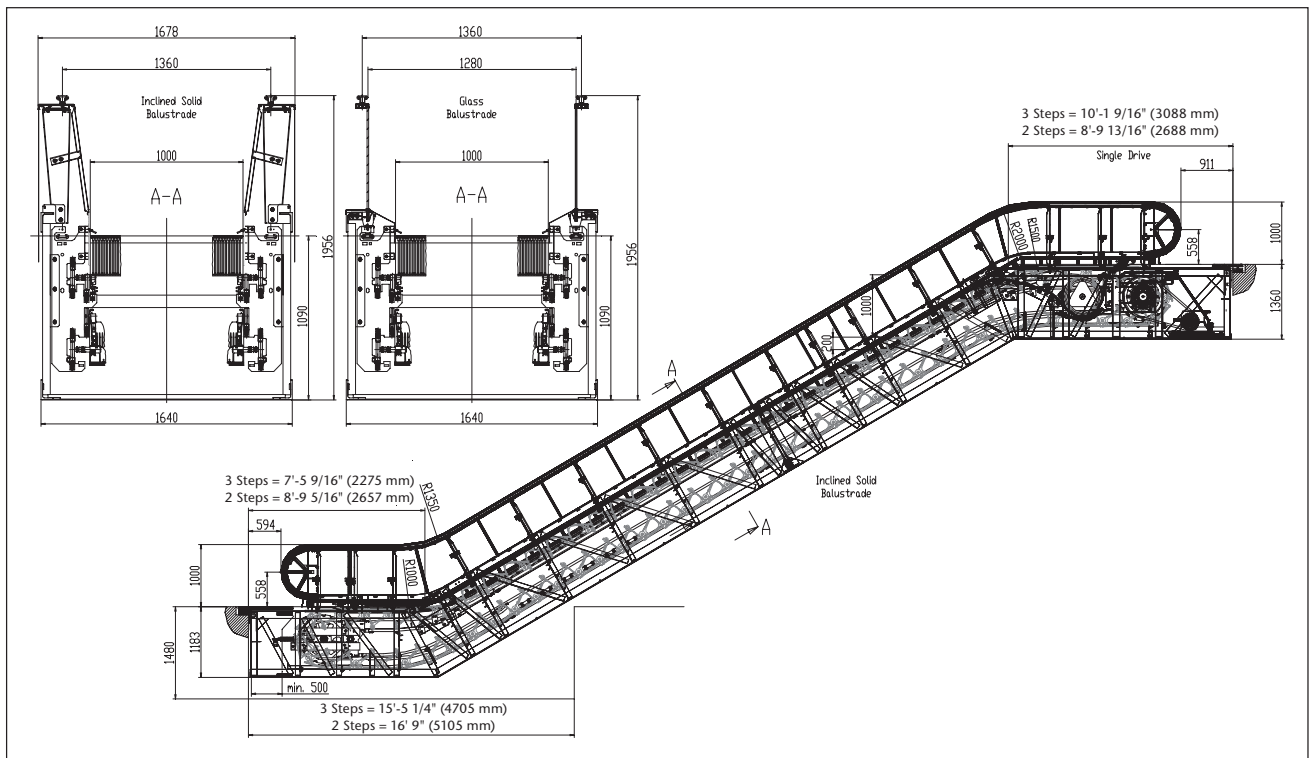 1678
1360
Inclined Solid
Balustrade
1000
A-A
1956
1090
1640
1360
1280
Glass
Balustrade
1000
A-A
1956
1090
1640
3 Steps = 10'-1 9/16" (3088 mm)
2 Steps = 8'-9 13/16" (2688 mm)
Single Drive
911
R1500
R2000
558
1000
1360
1000
200
A
Inclined Solid
Balustrade
A
3 Steps = 7'-5 9/16" (2275 mm)
2 Steps = 8'-9 5/16" (2657 mm)
R1350
594
1000
558
R1000
1480
1183
min. 500
3 Steps = 15'-5 1/4" (4705 mm)
2 Steps = 16' 9" (5105 mm)